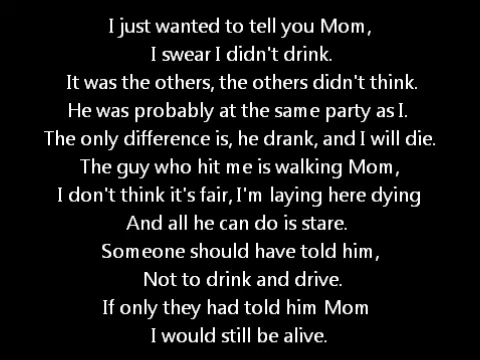 I just wanted to tell you Mom,
I swear I didn't drink.
It was the others, the others didn't think.
He was probably at the same party as I.
The only difference is, he drank, and I will die.
The guy who hit me is walking Mom,
I don't think it's fair, I'm laying here dying
And all he can do is stare.
Someone should have told him,
Not to drink and drive.
If only they had told him Mom
I would still be alive.